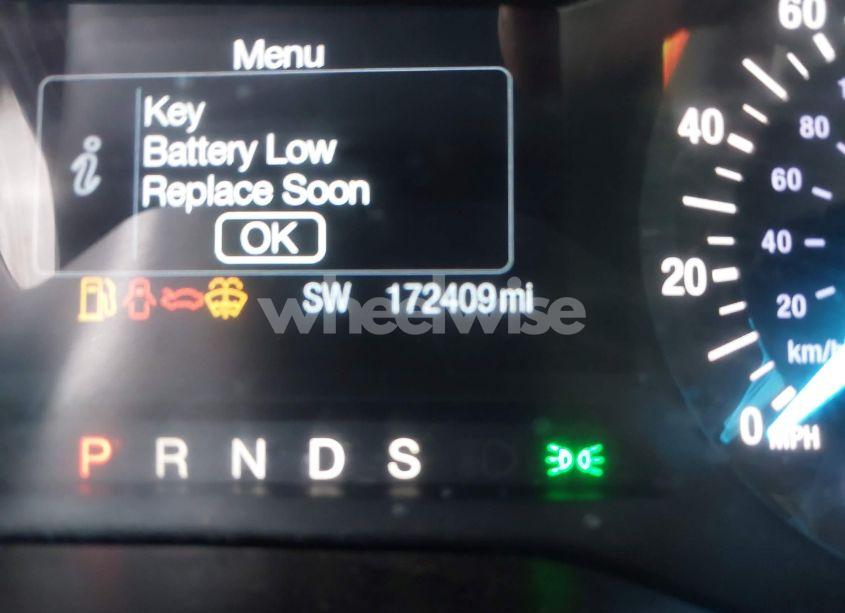 Menu
Key
Battery Low
Replace Soon
OK
SW 172409 mi
wheelwise
P R N D S
60
40
20
0
MPH
80
60
40
20
km/h